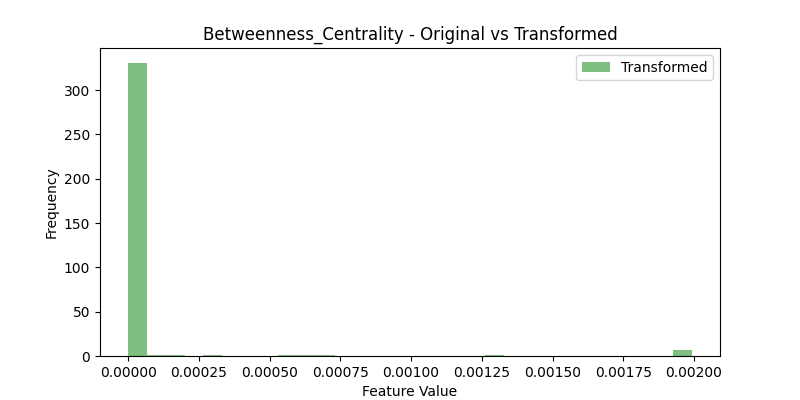 Betweenness_Centrality - Original vs Transformed
Transformed
Frequency
300
250
200
150
100
50
0
0.00000 0.00025 0.00050 0.00075 0.00100 0.00125 0.00150 0.00175 0.00200
Feature Value